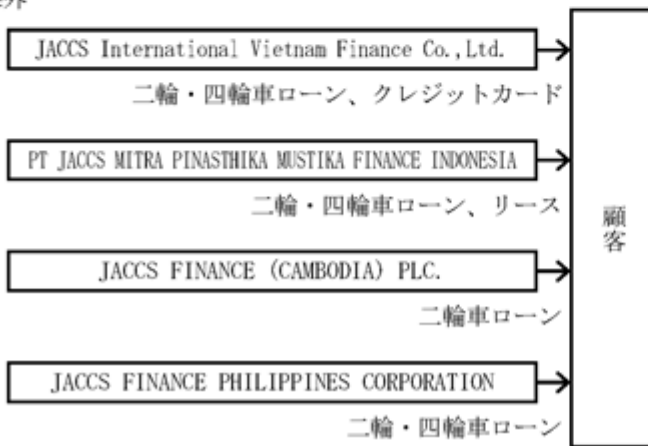 JACCS International Vietnam Finance Co.,Ltd.
二輪・四輪車ローン、クレジットカード
PT JACCS MITRA PINASTHIKA MUSTIKA FINANCE INDONESIA
二輪・四輪車ローン、リース
JACCS FINANCE (CAMBODIA) PLC.
二輪車ローン
JACCS FINANCE PHILIPPINES CORPORATION
二輪・四輪車ローン
顧客